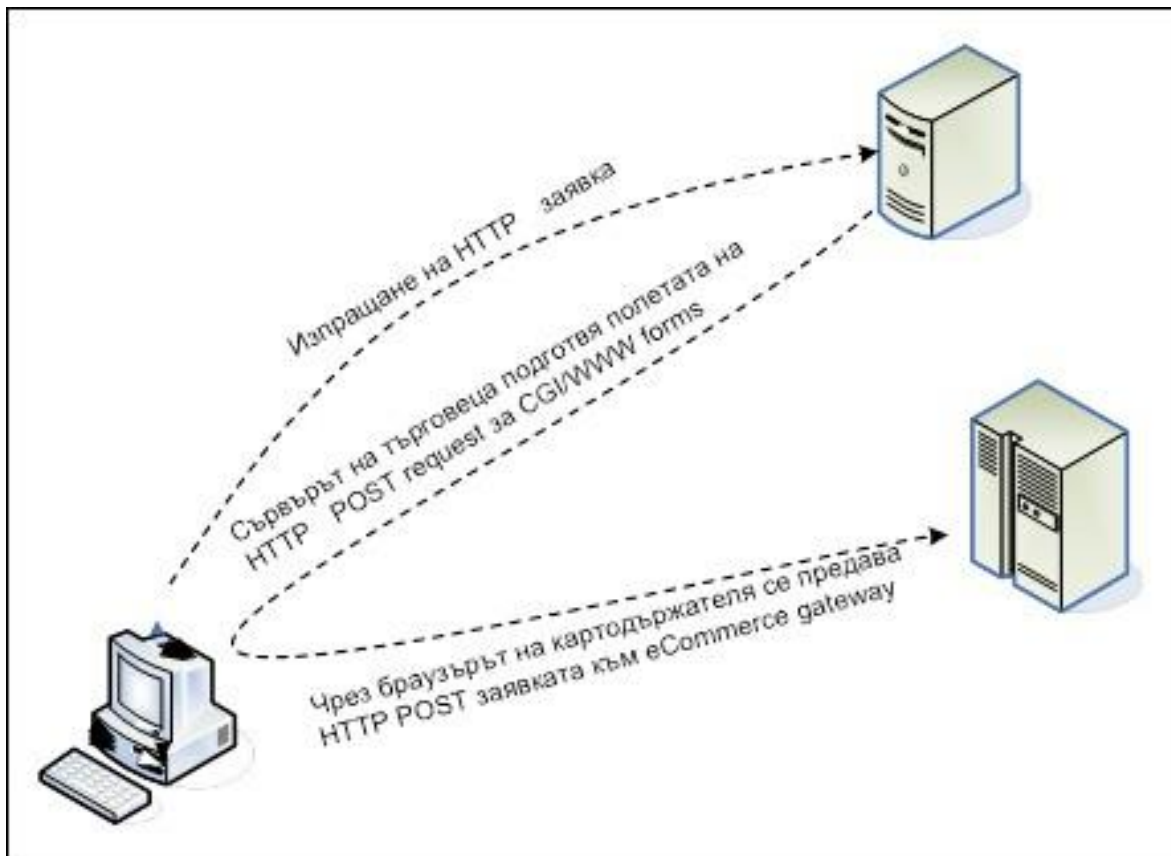 Изпращане на HTTP заявка
Сървърът на търговеца подготвя полетата на
HTTP POST request за CGI/WWW forms
Чрез браузърът на картодържателя се предава
HTTP POST заявката към eCommerce gateway